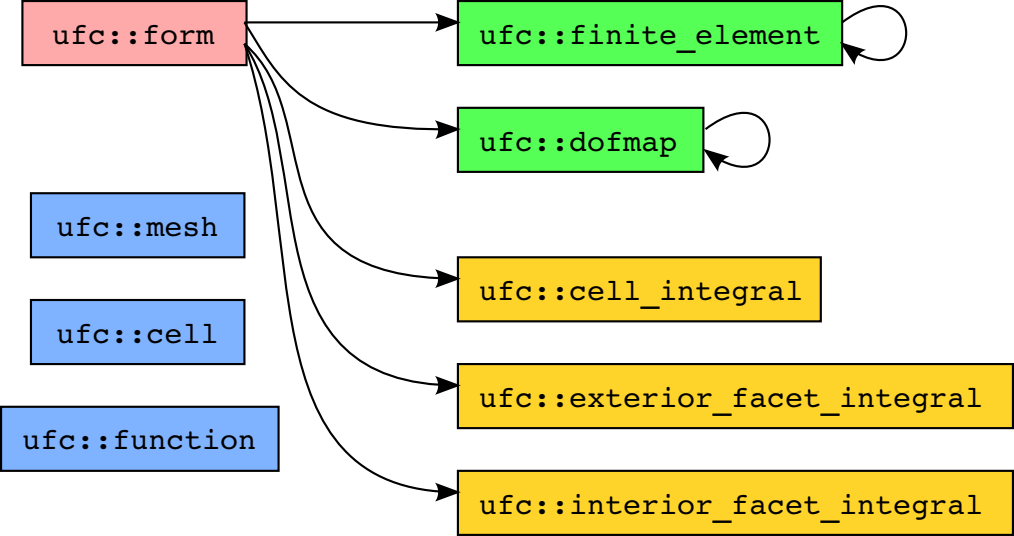 ufc::form
ufc::finite_element
ufc::dofmap
ufc::mesh
ufc::cell_integral
ufc::cell
ufc::exterior_facet_integral
ufc::function
ufc::interior_facet_integral